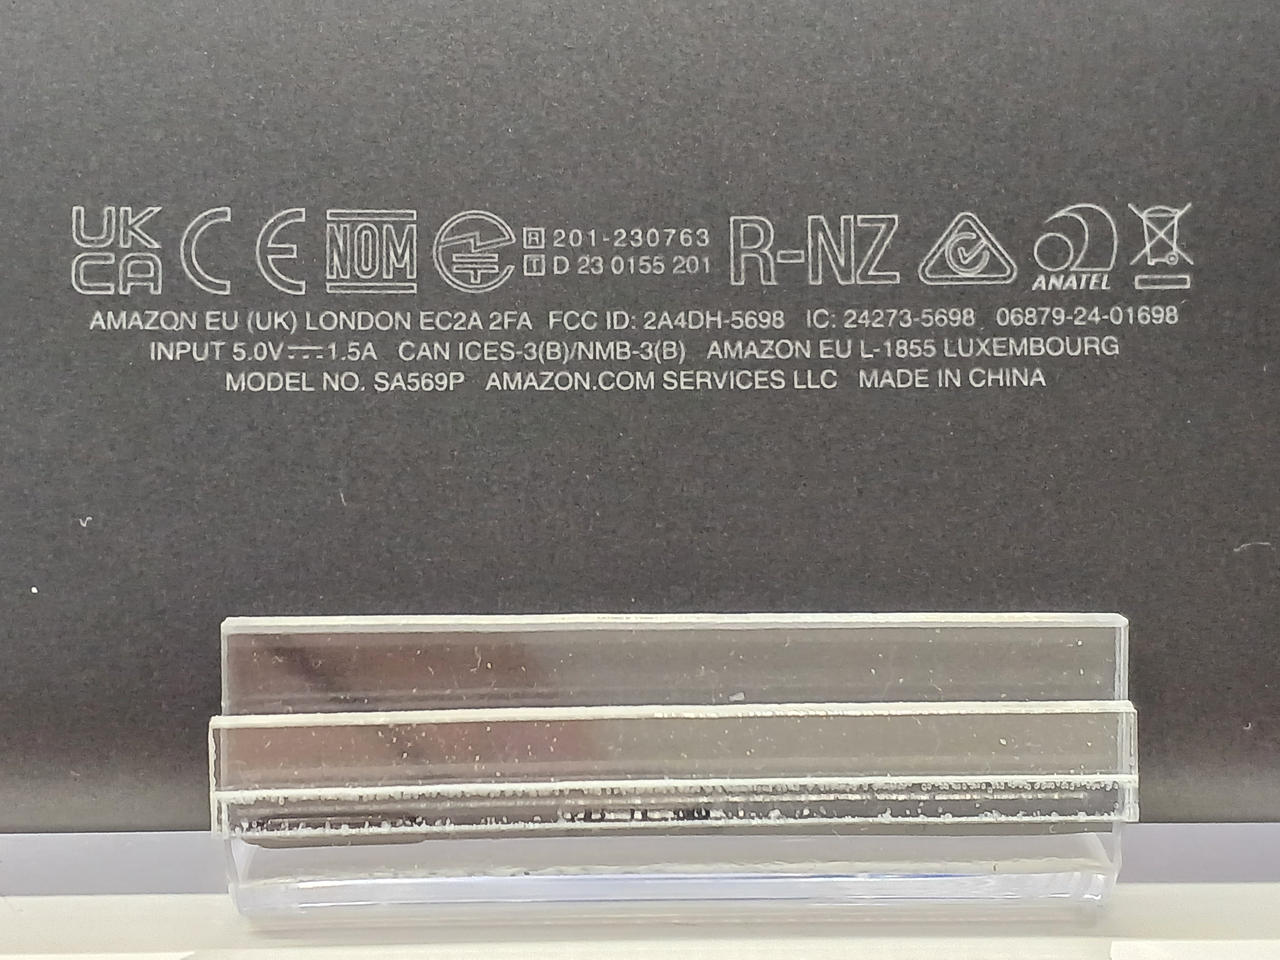 UK CA CE NOM R 201-230763 R-NZ ANATEL
T D 23 0155 201
AMAZON EU (UK) LONDON EC2A 2FA FCC ID: 2A4DH-5698 IC: 24273-5698 06879-24-01698
INPUT 5.0V⎓1.5A CAN ICES-3(B)/NMB-3(B) AMAZON EU L-1855 LUXEMBOURG
MODEL NO. SA569P AMAZON.COM SERVICES LLC MADE IN CHINA